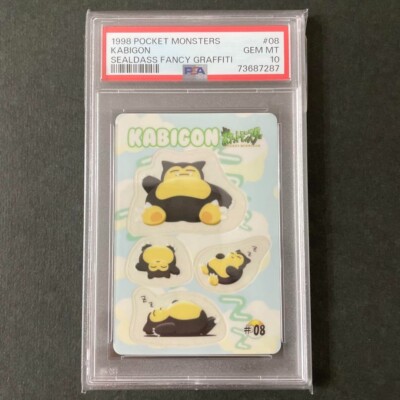 1998 POCKET MONSTERS #08
KABIGON GEM MT
SEALDASS FANCY GRAFFITI 10
PSA 73687287
KABIGON
z z
z z
#08